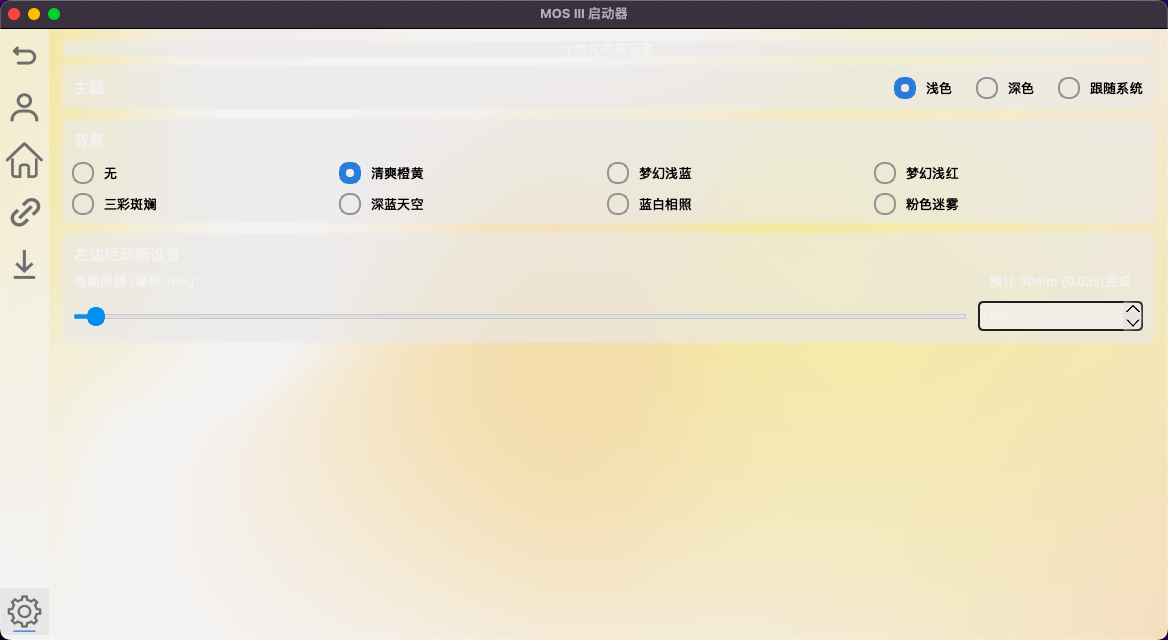 MOS III 启动器
个性化外观设置
主题
浅色 深色 跟随系统
背景
无 清爽橙黄 梦幻浅蓝 梦幻浅红
三彩斑斓 深蓝天空 蓝白相照 粉色迷雾
左边栏动画设置
每帧间隔 (毫秒-mm): 预计 30mm (0.03s)完成
mm